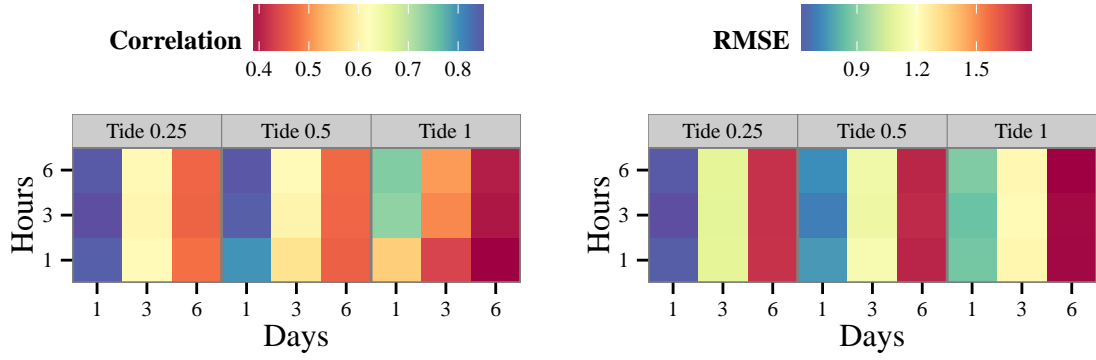 Correlation
0.4 0.5 0.6 0.7 0.8
Tide 0.25 Tide 0.5 Tide 1
Hours
6
3
1
1 3 6 1 3 6 1 3 6
Days
RMSE
0.9 1.2 1.5
Tide 0.25 Tide 0.5 Tide 1
Hours
6
3
1
1 3 6 1 3 6 1 3 6
Days